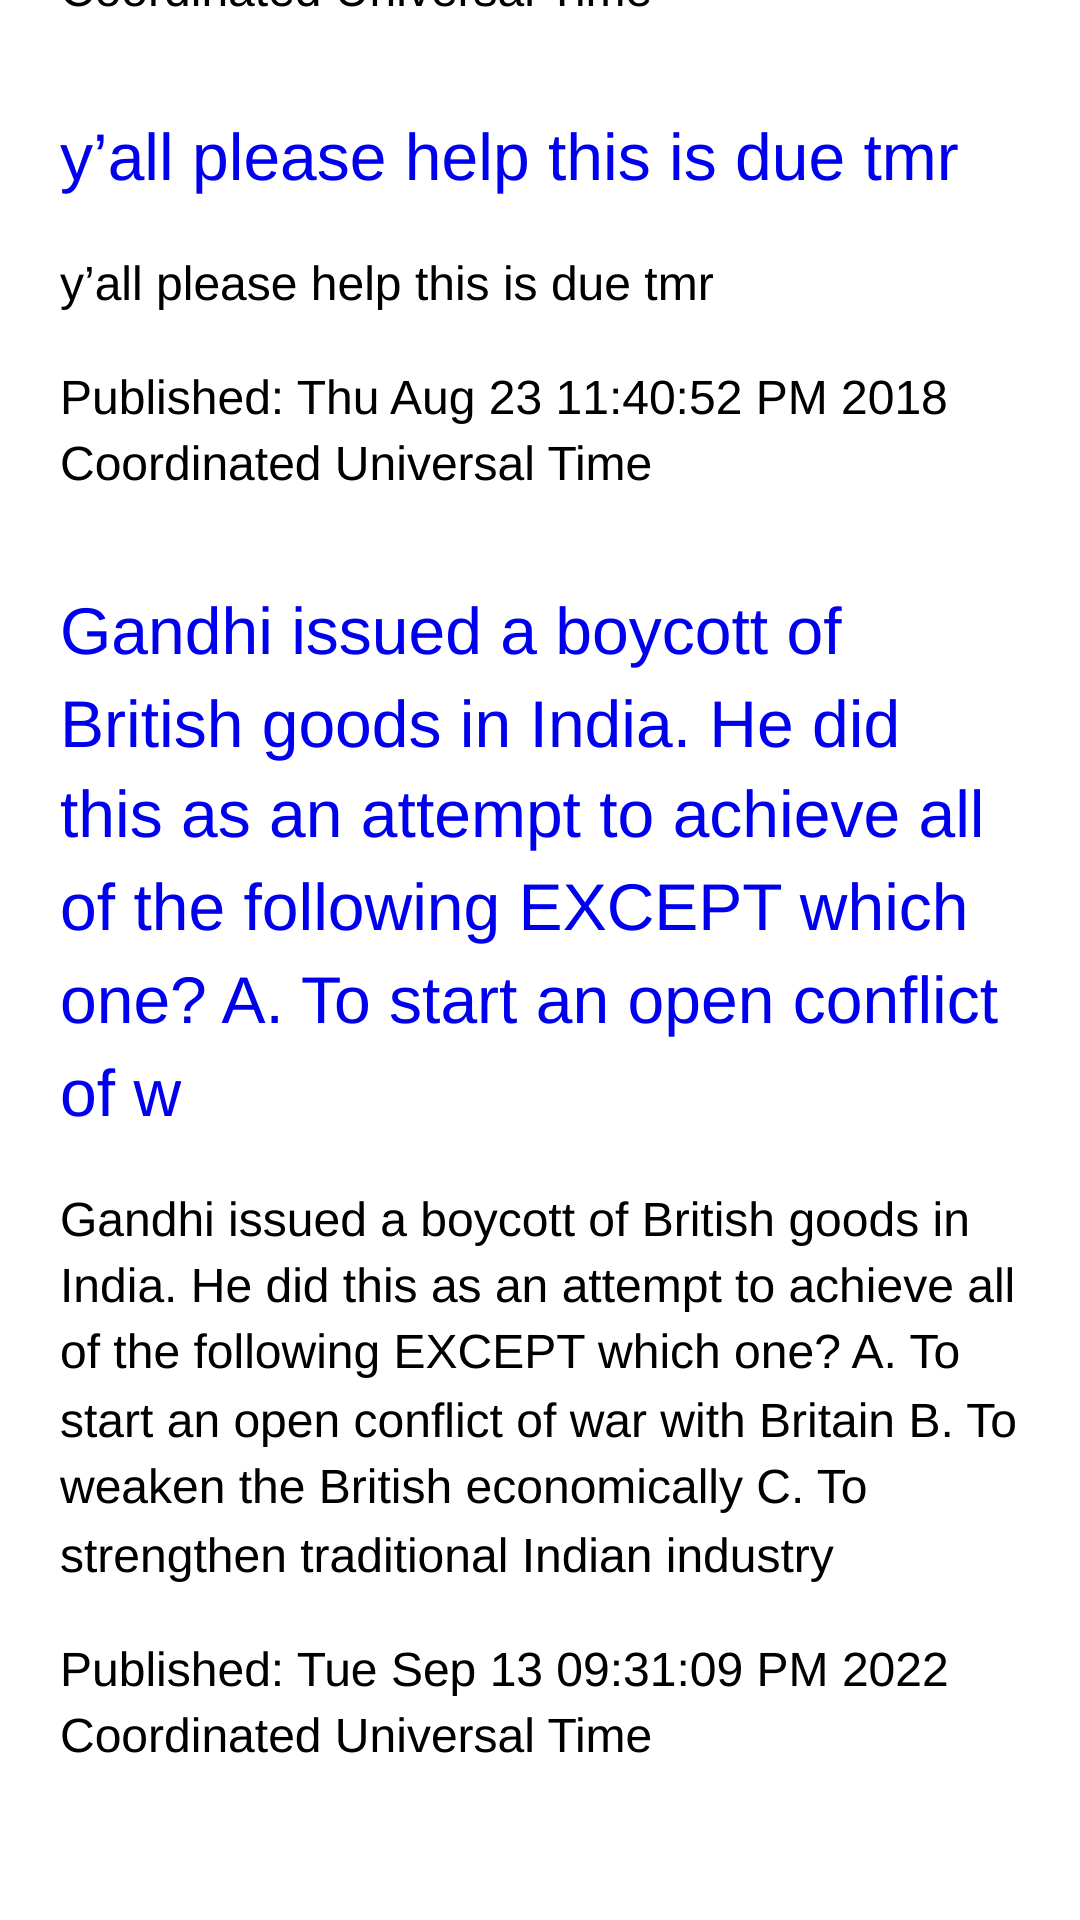 Coordinated Universal Time
y’all please help this is due tmr
y’all please help this is due tmr
Published: Thu Aug 23 11:40:52 PM 2018
Coordinated Universal Time
Gandhi issued a boycott of
British goods in India. He did
this as an attempt to achieve all
of the following EXCEPT which
one? A. To start an open conflict
of w
Gandhi issued a boycott of British goods in
India. He did this as an attempt to achieve all
of the following EXCEPT which one? A. To
start an open conflict of war with Britain B. To
weaken the British economically C. To
strengthen traditional Indian industry
Published: Tue Sep 13 09:31:09 PM 2022
Coordinated Universal Time